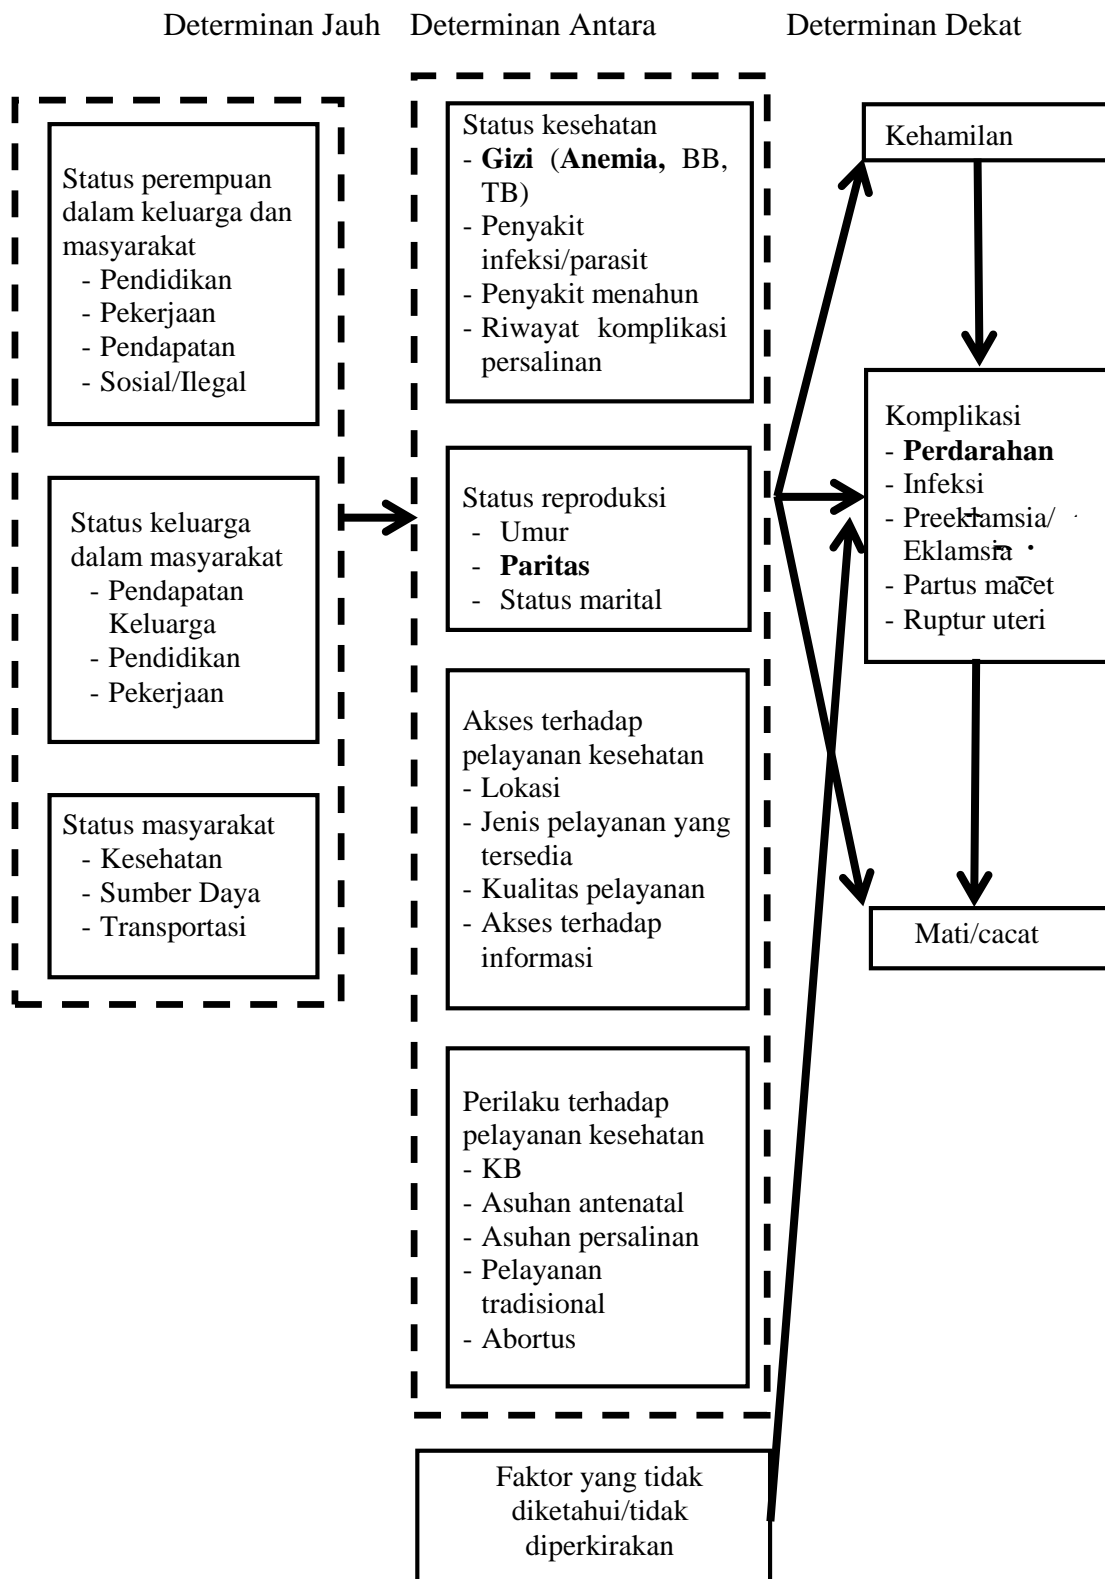 Determinan Jauh
Determinan Antara
Determinan Dekat
Status perempuan
dalam keluarga dan
masyarakat
- Pendidikan
- Pekerjaan
- Pendapatan
- Sosial/Ilegal
Status keluarga
dalam masyarakat
- Pendapatan
Keluarga
- Pendidikan
- Pekerjaan
Status masyarakat
- Kesehatan
- Sumber Daya
- Transportasi
Status kesehatan
- Gizi (Anemia, BB,
TB)
- Penyakit
infeksi/parasit
- Penyakit menahun
- Riwayat komplikasi
persalinan
Status reproduksi
- Umur
- Paritas
- Status marital
Akses terhadap
pelayanan kesehatan
- Lokasi
- Jenis pelayanan yang
tersedia
- Kualitas pelayanan
- Akses terhadap
informasi
Perilaku terhadap
pelayanan kesehatan
- KB
- Asuhan antenatal
- Asuhan persalinan
- Pelayanan
tradisional
- Abortus
Faktor yang tidak
diketahui/tidak
diperkirakan
Kehamilan
Komplikasi
- Perdarahan
- Infeksi
- Preeklamsia/
Eklamsia
- Partus macet
- Ruptur uteri
Mati/cacat